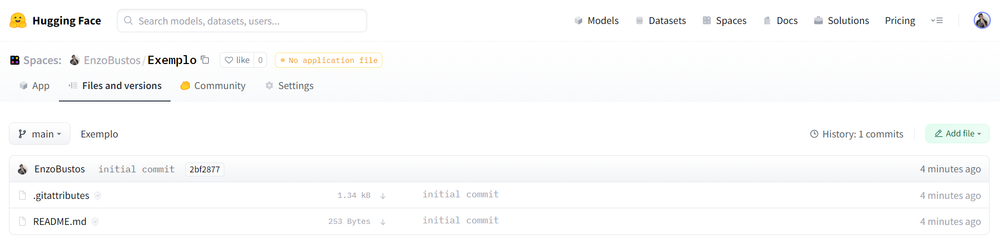 Hugging Face Search models, datasets, users... Models Datasets Spaces Docs Solutions Pricing
Spaces: EnzoBustos/Exemplo like 0 No application file
App Files and versions Community Settings
main Exemplo History: 1 commits Add file
EnzoBustos initial commit 2bf2877 4 minutes ago
.gitattributes 1.34 kB initial commit 4 minutes ago
README.md 253 Bytes initial commit 4 minutes ago